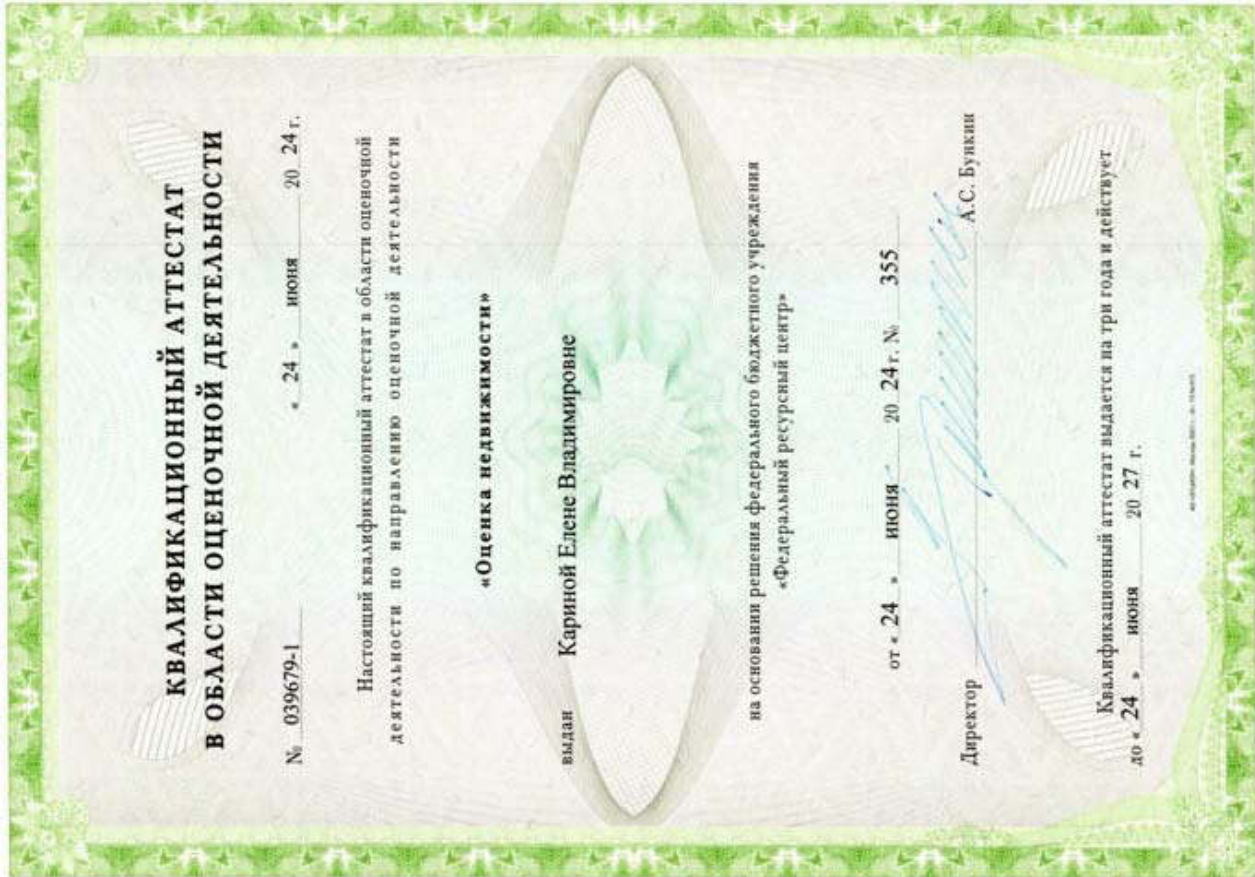 КВАЛИФИКАЦИОННЫЙ АТТЕСТАТ
В ОБЛАСТИ ОЦЕНОЧНОЙ ДЕЯТЕЛЬНОСТИ
№ 039679-1 « 24 » июня 20 24 г.
Настоящий квалификационный аттестат в области оценочной
деятельности по направлению оценочной деятельности
«Оценка недвижимости»
выдан Кариной Елене Владимировне
на основании решения федерального бюджетного учреждения
«Федеральный ресурсный центр»
от « 24 » июня 20 24 г. № 355
Директор А.С. Бункин
Квалификационный аттестат выдается на три года и действует
до « 24 » июня 20 27 г.